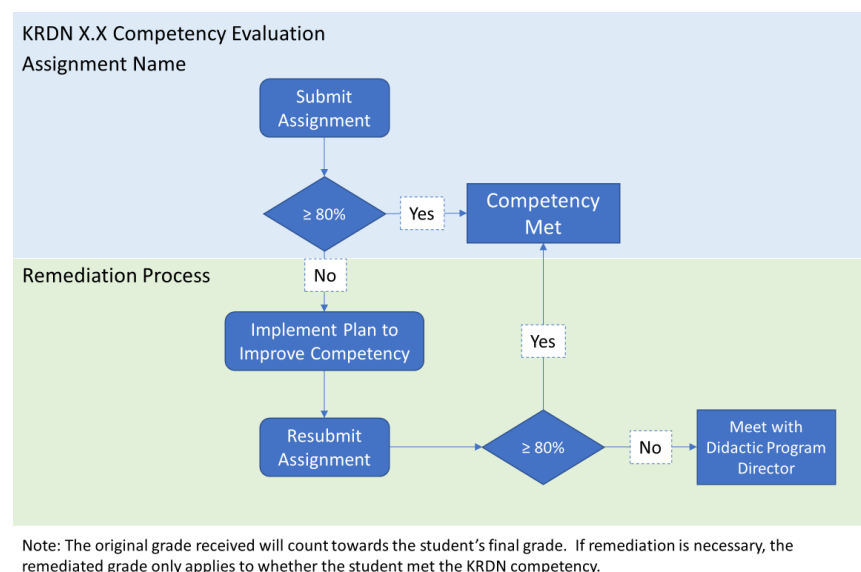 KRDN X.X Competency Evaluation
Assignment Name
Submit
Assignment
≥ 80%
Yes
Competency
Met
No
Remediation Process
Implement Plan to
Improve Competency
Yes
Resubmit
Assignment
≥ 80%
No
Meet with
Didactic Program
Director
Note: The original grade received will count towards the student's final grade.  If remediation is necessary, the
remediated grade only applies to whether the student met the KRDN competency.